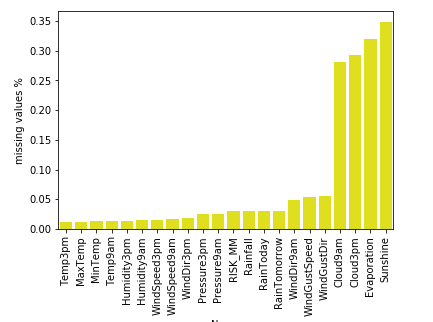 missing values %
0.35
0.30
0.25
0.20
0.15
0.10
0.05
0.00
Temp3pm
MaxTemp
MinTemp
Temp9am
Humidity3pm
Humidity9am
WindSpeed3pm
WindSpeed9am
WindDir3pm
Pressure3pm
Pressure9am
RISK_MM
Rainfall
RainToday
RainTomorrow
WindDir9am
WindGustSpeed
WindGustDir
Cloud9am
Cloud3pm
Evaporation
Sunshine